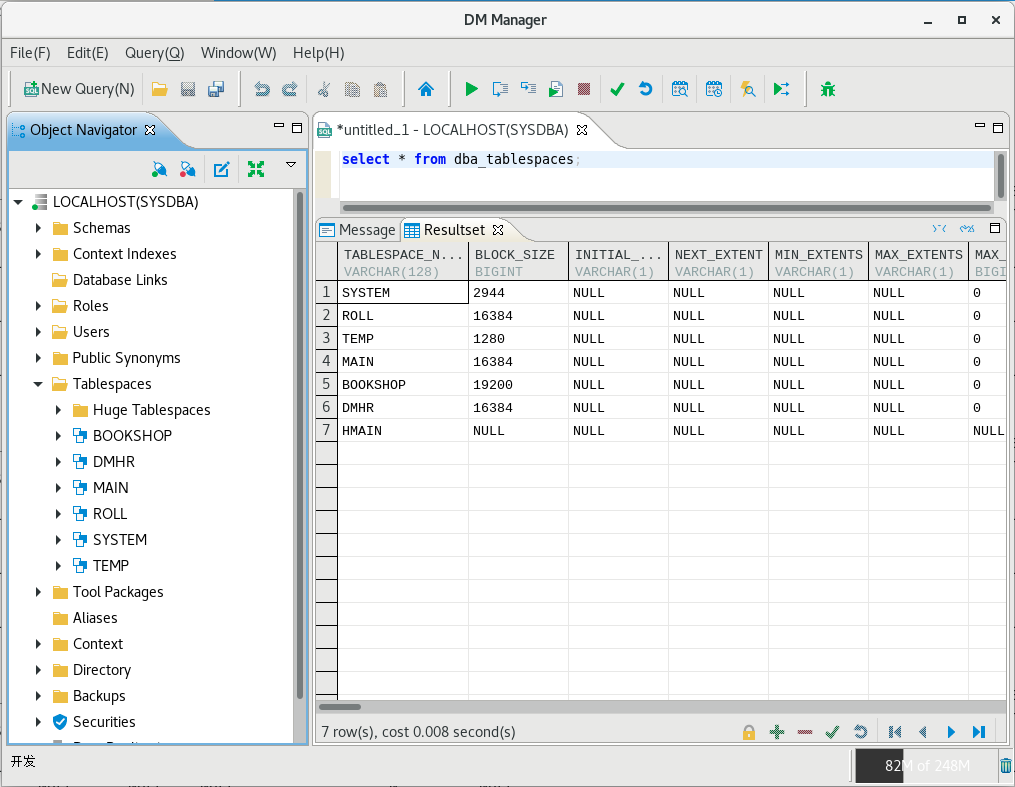 DM Manager
File(F) Edit(E) Query(Q) Window(W) Help(H)
New Query(N)
Object Navigator
LOCALHOST(SYSDBA)
Schemas
Context Indexes
Database Links
Roles
Users
Public Synonyms
Tablespaces
Huge Tablespaces
BOOKSHOP
DMHR
MAIN
ROLL
SYSTEM
TEMP
Tool Packages
Aliases
Context
Directory
Backups
Securities
*untitled_1 - LOCALHOST(SYSDBA)
select * from dba_tablespaces;
Message Resultset
TABLESPACE_N... BLOCK_SIZE INITIAL_... NEXT_EXTENT MIN_EXTENTS MAX_EXTENTS MAX_
VARCHAR(128) BIGINT VARCHAR(1) VARCHAR(1) VARCHAR(1) VARCHAR(1) BIGI
1 SYSTEM 2944 NULL NULL NULL NULL 0
2 ROLL 16384 NULL NULL NULL NULL 0
3 TEMP 1280 NULL NULL NULL NULL 0
4 MAIN 16384 NULL NULL NULL NULL 0
5 BOOKSHOP 19200 NULL NULL NULL NULL 0
6 DMHR 16384 NULL NULL NULL NULL 0
7 HMAIN NULL NULL NULL NULL NULL NULL
7 row(s), cost 0.008 second(s)
开发
82M of 248M